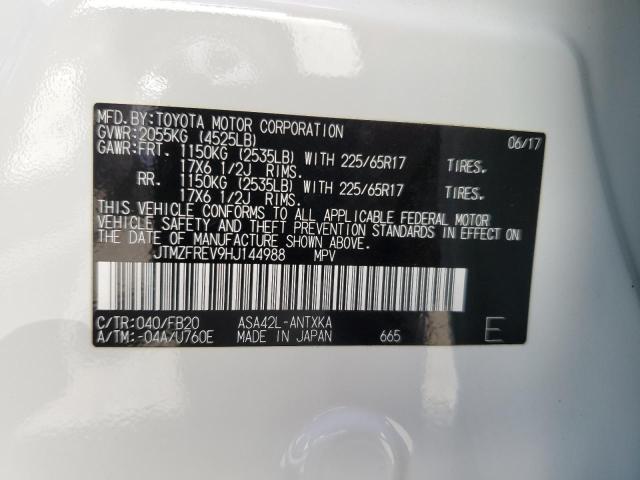 MFD.BY:TOYOTA MOTOR CORPORATION 06/17
GVWR:2055KG (4525LB)
GAWR:FRT. 1150KG (2535LB) WITH 225/65R17 TIRES.
17X6 1/2J RIMS.
RR. 1150KG (2535LB) WITH 225/65R17 TIRES.
17X6 1/2J RIMS.
THIS VEHICLE CONFORMS TO ALL APPLICABLE FEDERAL MOTOR
VEHICLE SAFETY AND THEFT PREVENTION STANDARDS IN EFFECT ON
THE DATE OF MANUFACTURE SHOWN ABOVE.
JTMZFREV9HJ144988 MPV
C/TR:040/FB20 ASA42L-ANTXKA
A/TM:-04A/U760E MADE IN JAPAN 665 E